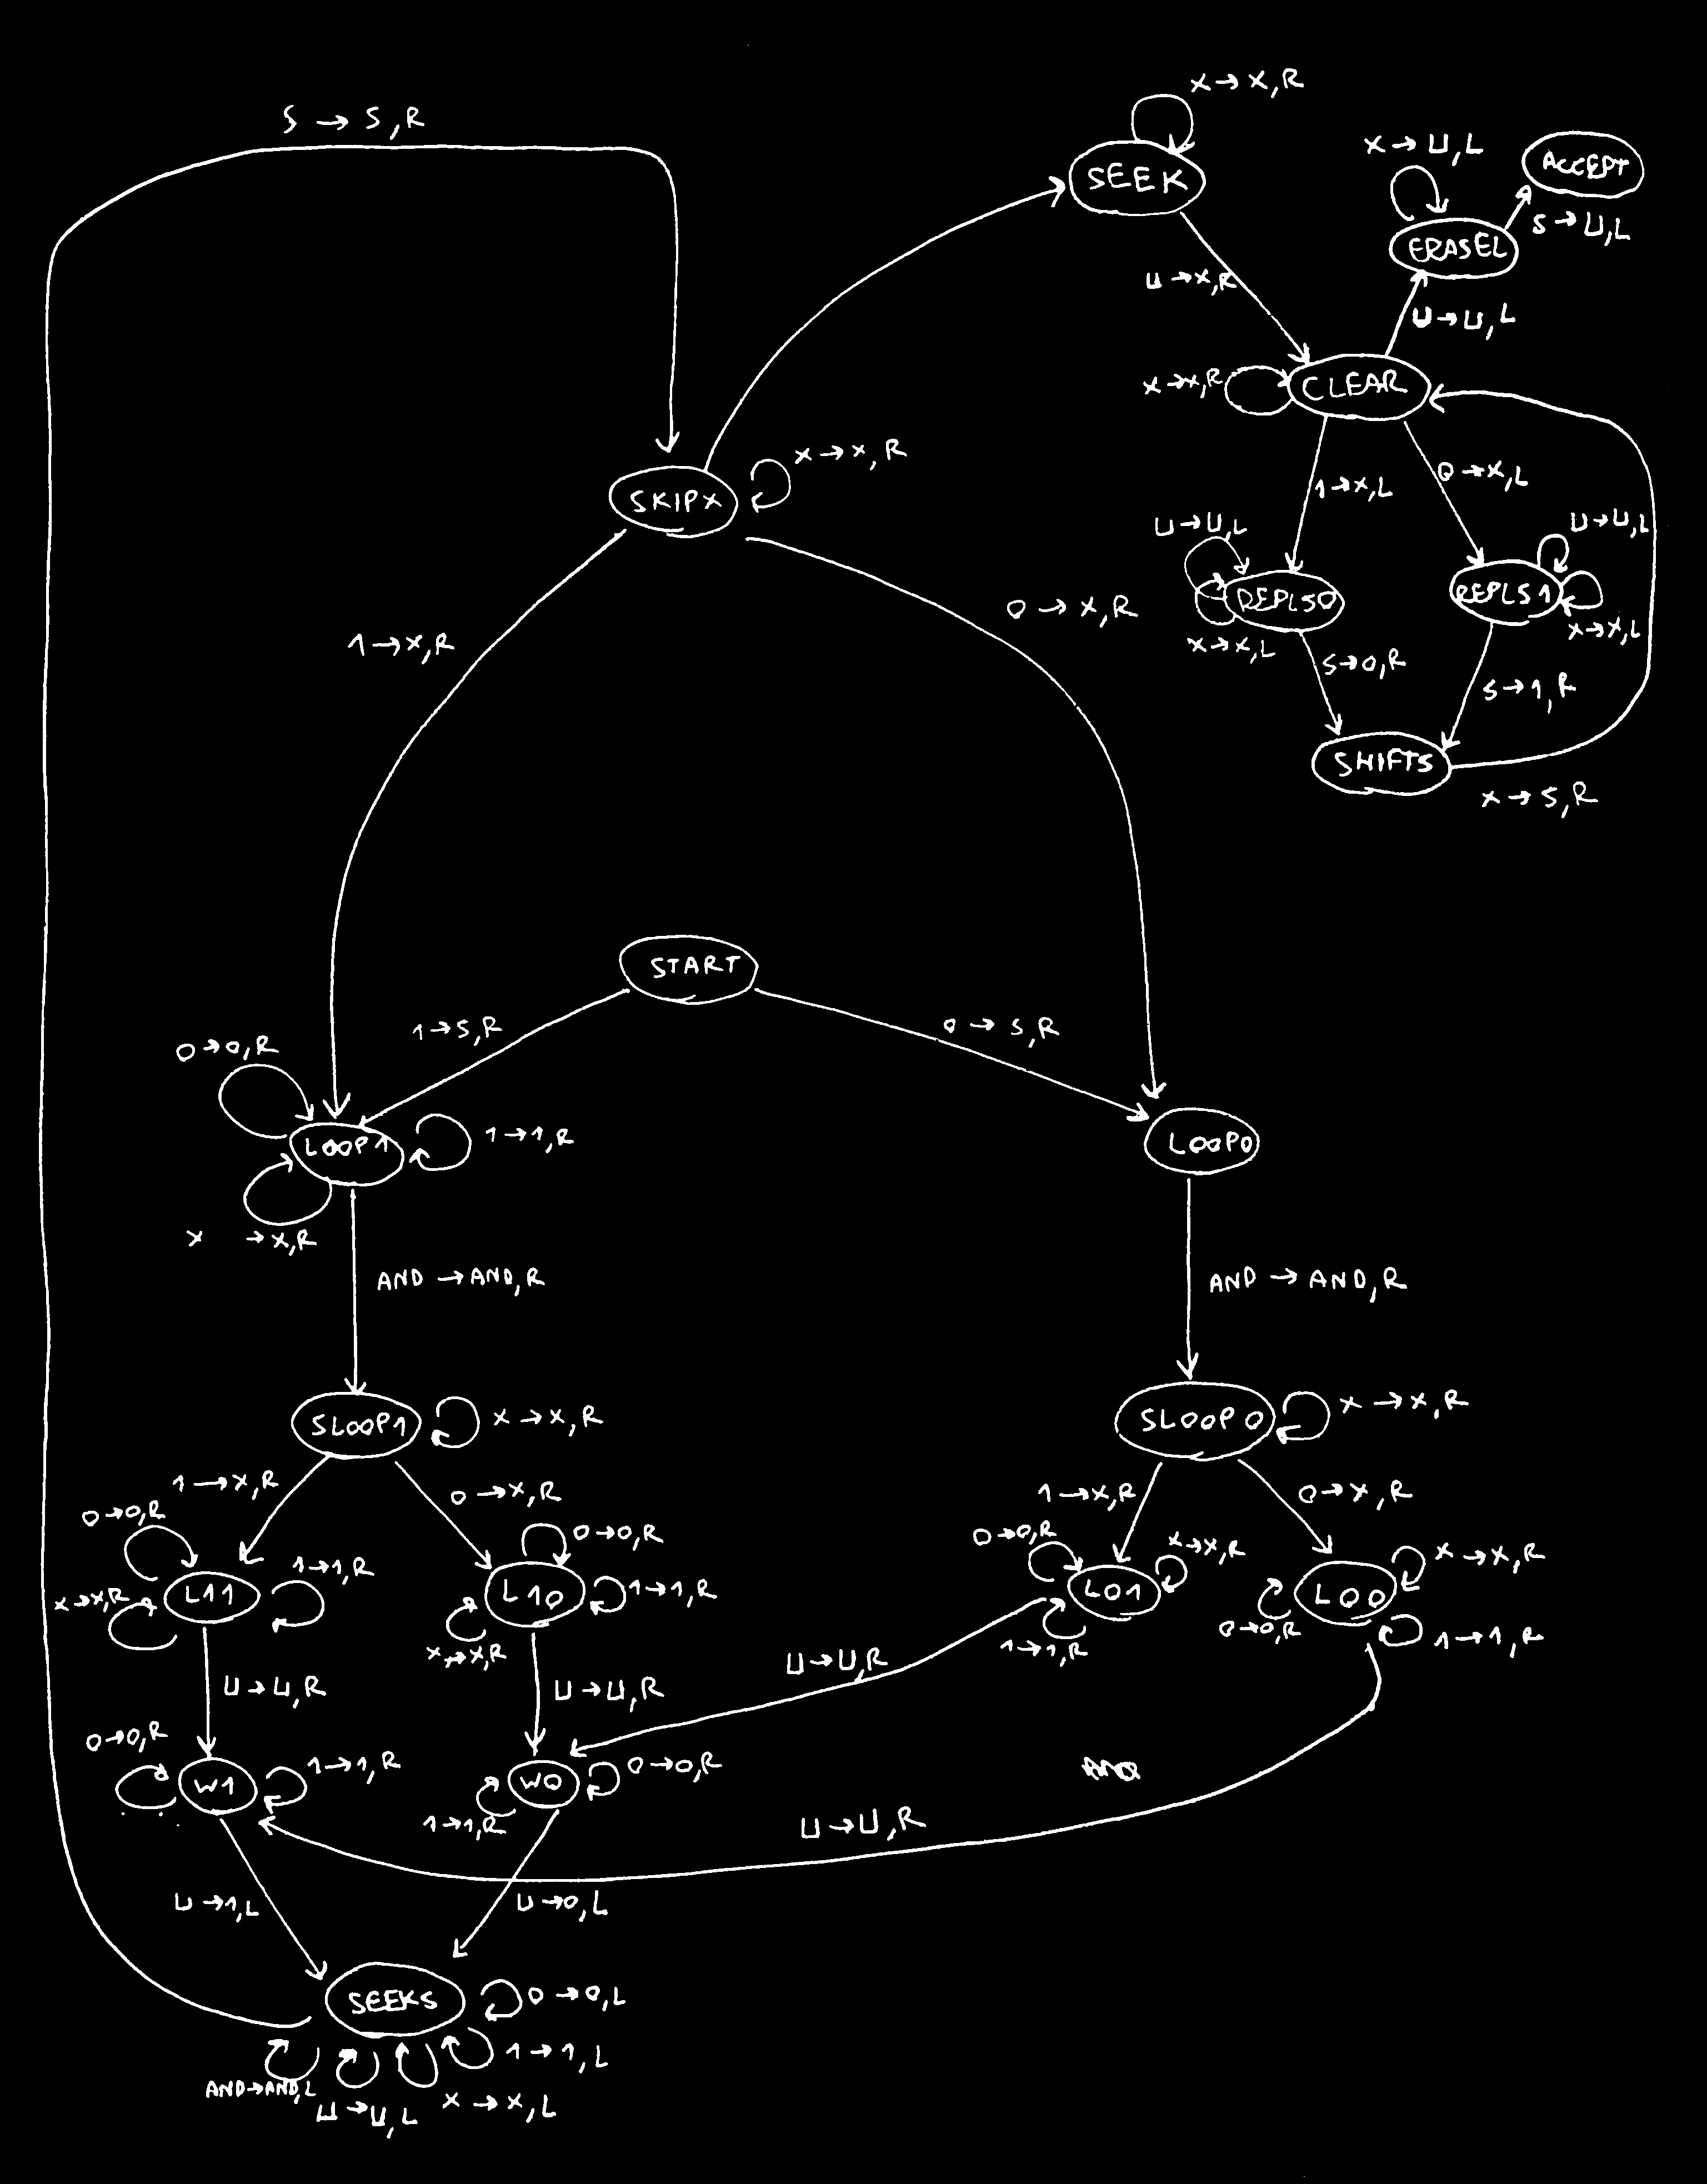 X → X, R
S → S, R
SEEK
X → ⊔, L
ACCEPT
S → ⊔, L
ERASEL
⊔ → X, R
⊔ → ⊔, L
X → X, R
CLEAR
X → X, R
SKIPX
1 → X, L
0 → X, L
⊔ → ⊔, L
⊔ → ⊔, L
REPLS0
REPLS1
0 → X, R
1 → X, R
X → X, L
X → X, L
S → 0, R
S → 1, R
SHIFTS
X → S, R
START
1 → S, R
0 → S, R
0 → 0, R
LOOP1
1 → 1, R
LOOP0
X → X, R
AND → AND, R
AND → AND, R
SLOOP1
X → X, R
SLOOP0
X → X, R
1 → X, R
0 → X, R
1 → X, R
0 → X, R
0 → 0, R
0 → 0, R
0 → 0, R
X → X, R
X → X, R
X → X, R
L11
1 → 1, R
L10
1 → 1, R
L01
L00
X → X, R
1 → 1, R
0 → 0, R
1 → 1, R
⊔ → ⊔, R
⊔ → ⊔, R
⊔ → ⊔, R
0 → 0, R
W1
1 → 1, R
W0
0 → 0, R
1 → 1, R
⊔ → ⊔, R
⊔ → 1, L
⊔ → 0, L
SEEKS
0 → 0, L
1 → 1, L
AND → AND, L
⊔ → ⊔, L
X → X, L